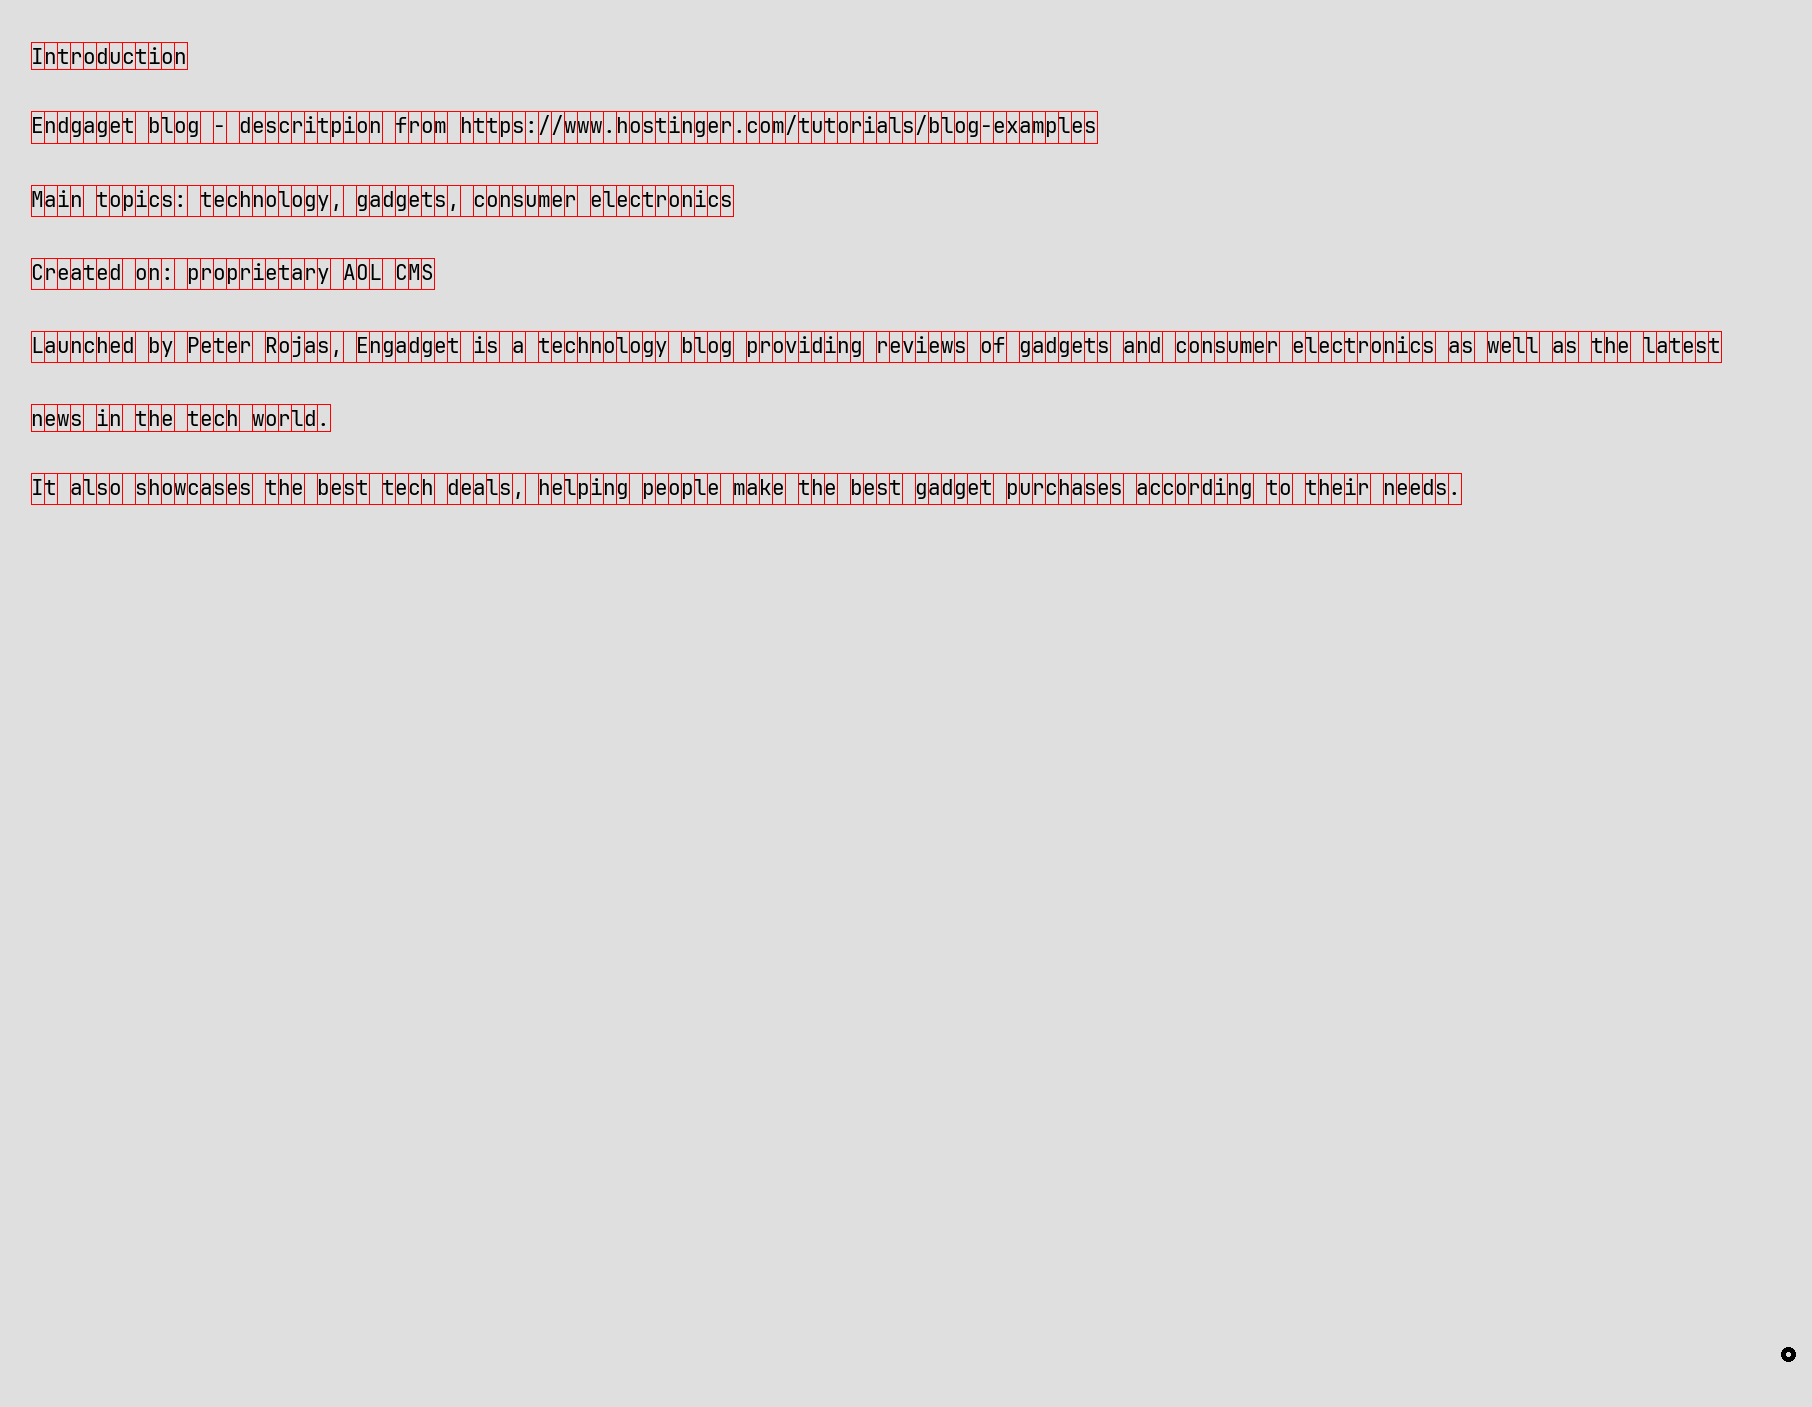 Introduction
Endgaget blog - descritpion from https://www.hostinger.com/tutorials/blog-examples
Main topics: technology, gadgets, consumer electronics
Created on: proprietary AOL CMS
Launched by Peter Rojas, Engadget is a technology blog providing reviews of gadgets and consumer electronics as well as the latest
news in the tech world.
It also showcases the best tech deals, helping people make the best gadget purchases according to their needs.